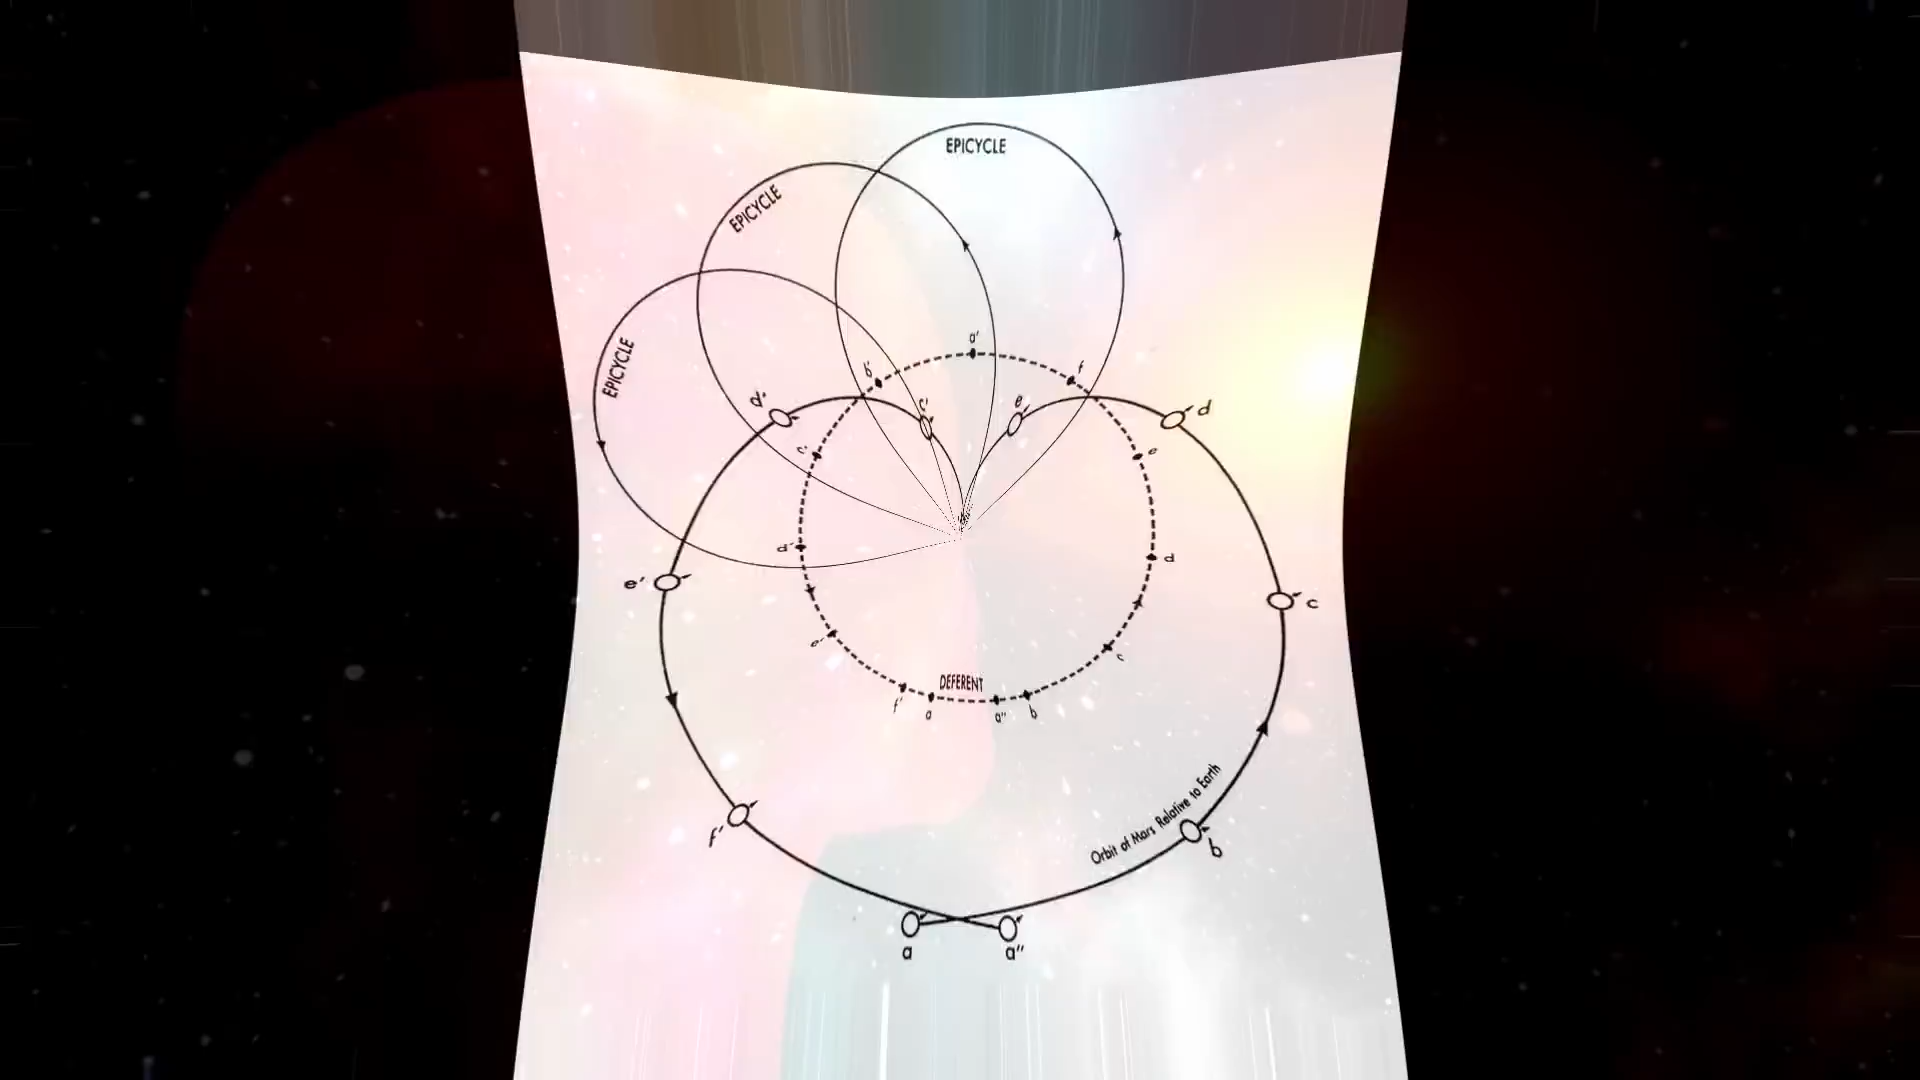 EPICYCLE
EPICYCLE
EPICYCLE
a'
b'
f
d'
c'
e
d
c'
e
d'
d
e'
c
e'
c
DEFERENT
f'
a
a"
b
Orbit of Mars Relative to Earth
f'
b
a
a"